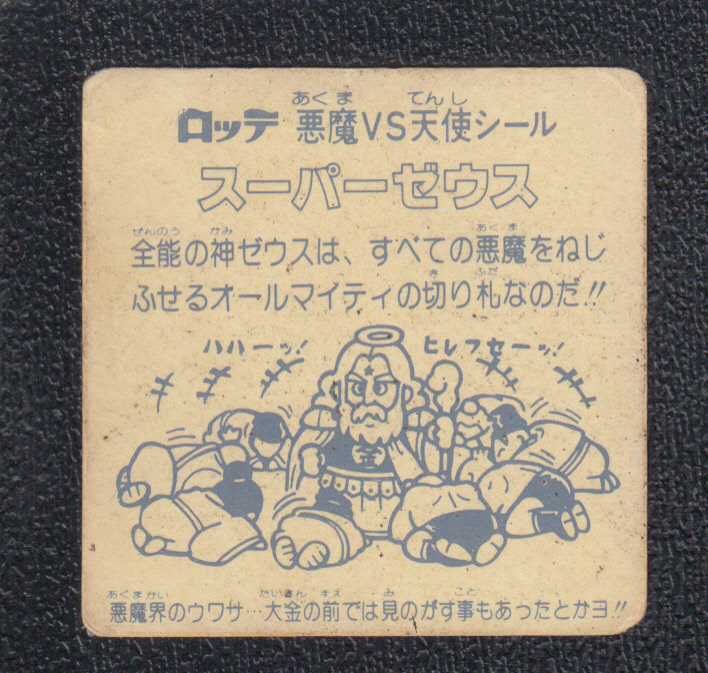 あくま てんし
ロッテ 悪魔VS天使シール
スーパーゼウス
ぜんのう かみ あくま
全能の神ゼウスは、すべての悪魔をねじ
き ふだ
ふせるオールマイティの切り札なのだ!!
ハハーッ! ヒレフセーッ!
全
あくまかい たいきん まえ み こと
悪魔界のウワサ…大金の前では見のがす事もあったとかヨ!!